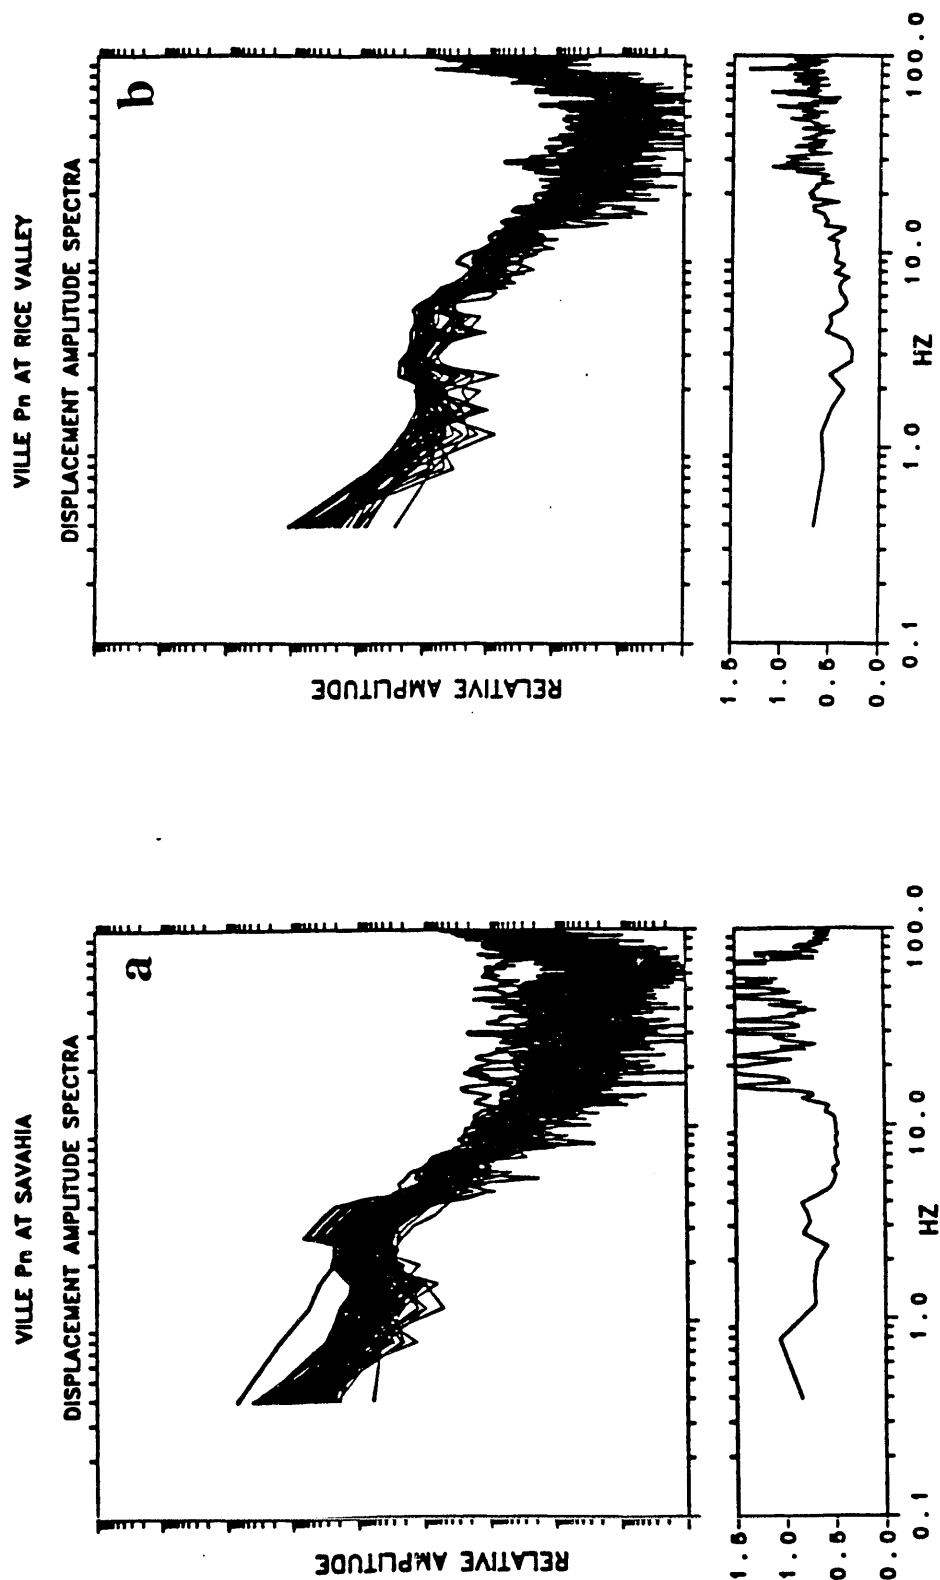 VILLE Pn AT SAVAHIA
DISPLACEMENT AMPLITUDE SPECTRA
a
RELATIVE AMPLITUDE
1.5
1.0
0.5
0.0
0.1
1.0
10.0
100.0
HZ
VILLE Pn AT RICE VALLEY
DISPLACEMENT AMPLITUDE SPECTRA
b
RELATIVE AMPLITUDE
1.5
1.0
0.5
0.0
0.1
1.0
10.0
100.0
HZ